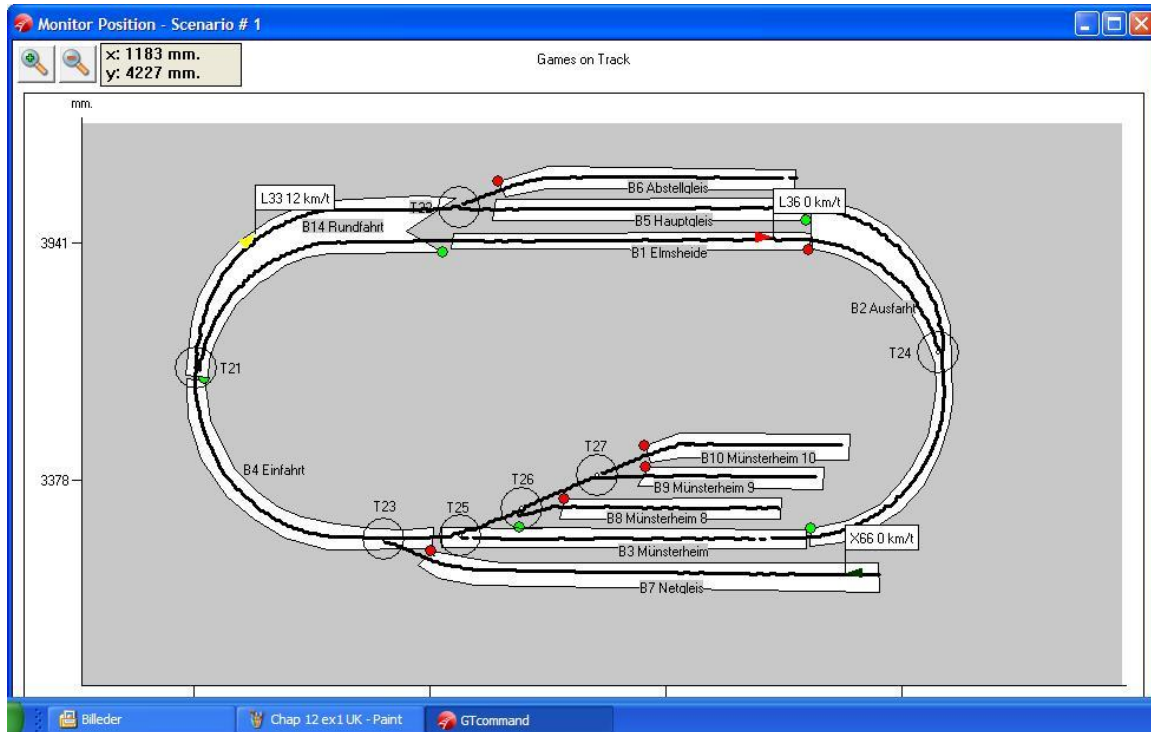 Monitor Position - Scenario # 1
x: 1183 mm.
y: 4227 mm.
Games on Track
mm.
B6 Abstellgleis
L33 12 km/t
L36 0 km/t
T22
B5 Hauptgleis
B14 Rundfahrt
3941
B1 Elmsheide
B2 Ausfarht
T24
T21
T27
B10 Münsterheim 10
B4 Einfahrt
3378
B9 Münsterheim 9
T26
T23
T25
B8 Münsterheim 8
X66 0 km/t
B3 Münsterheim
B7 Netgleis
Billeder
Chap 12 ex1 UK - Paint
GTcommand